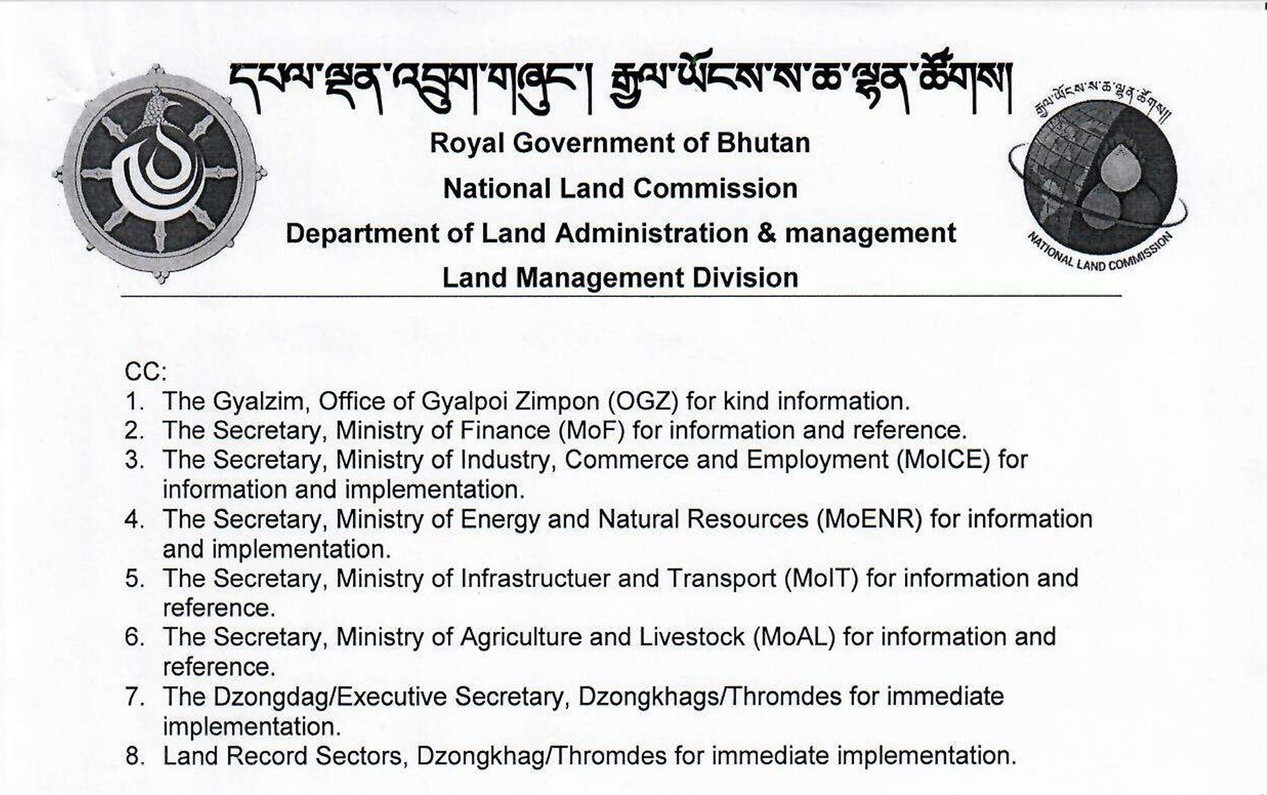 དཔལ་ལྡན་འབྲུག་གཞུང་། རྒྱལ་ཡོངས་ས་ཆ་ལྷན་ཚོགས།
རྒྱལ་ཡོངས་ས་ཆ་ལྷན་ཚོགས།།
Royal Government of Bhutan
National Land Commission
Department of Land Administration & management
Land Management Division
NATIONAL LAND COMMISSION
CC:
1. The Gyalzim, Office of Gyalpoi Zimpon (OGZ) for kind information.
2. The Secretary, Ministry of Finance (MoF) for information and reference.
3. The Secretary, Ministry of Industry, Commerce and Employment (MoICE) for
information and implementation.
4. The Secretary, Ministry of Energy and Natural Resources (MoENR) for information
and implementation.
5. The Secretary, Ministry of Infrastructuer and Transport (MoIT) for information and
reference.
6. The Secretary, Ministry of Agriculture and Livestock (MoAL) for information and
reference.
7. The Dzongdag/Executive Secretary, Dzongkhags/Thromdes for immediate
implementation.
8. Land Record Sectors, Dzongkhag/Thromdes for immediate implementation.